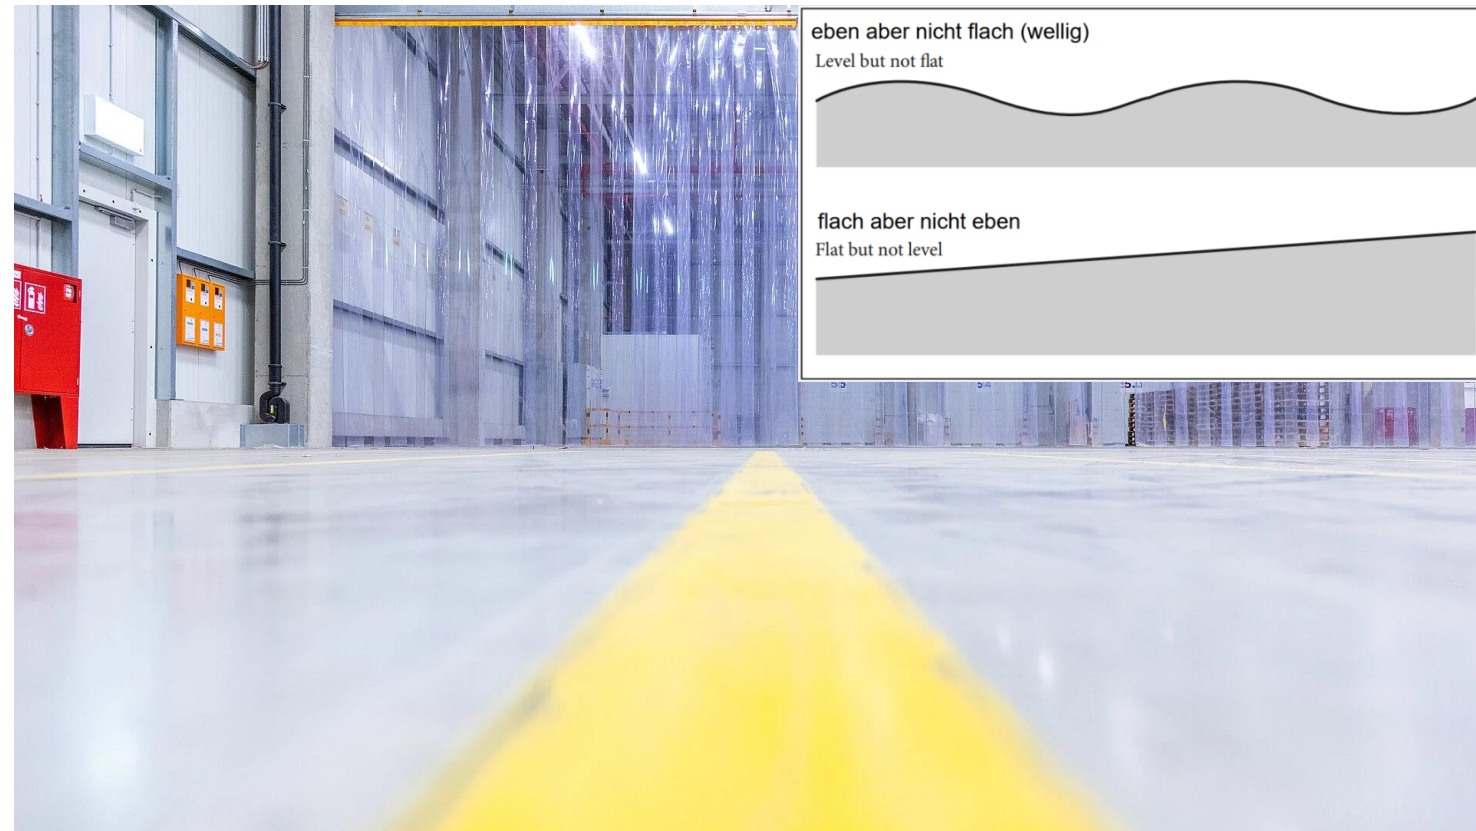 eben aber nicht flach (wellig)
Level but not flat
flach aber nicht eben
Flat but not level